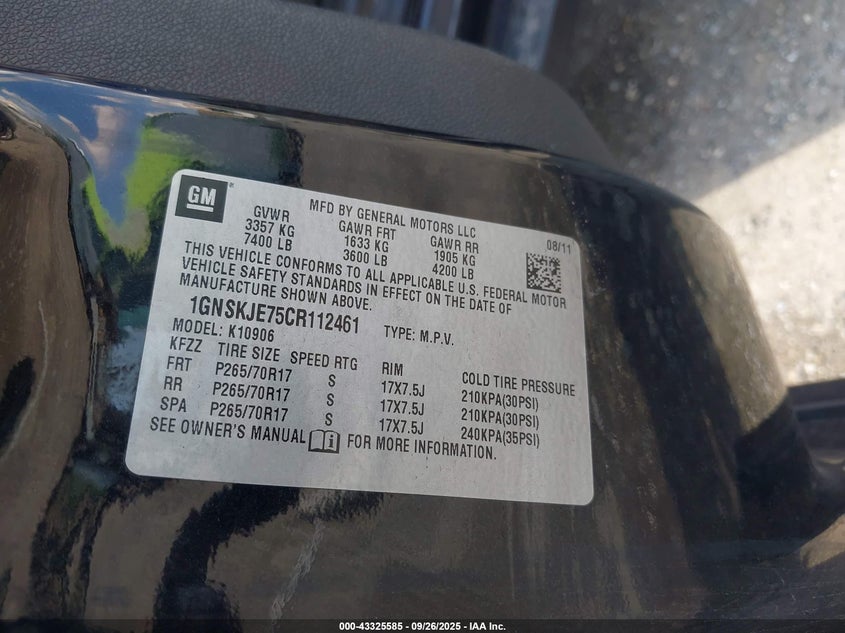 GM
MFD BY GENERAL MOTORS LLC
GVWR GAWR FRT GAWR RR 08/11
3357 KG 1633 KG 1905 KG
7400 LB 3600 LB 4200 LB
THIS VEHICLE CONFORMS TO ALL APPLICABLE U.S. FEDERAL MOTOR
VEHICLE SAFETY STANDARDS IN EFFECT ON THE DATE OF
MANUFACTURE SHOWN ABOVE.
1GNSKJE75CR112461 TYPE: M.P.V.
MODEL: K10906
KFZZ TIRE SIZE SPEED RTG RIM COLD TIRE PRESSURE
FRT P265/70R17 S 17X7.5J 210KPA(30PSI)
RR P265/70R17 S 17X7.5J 210KPA(30PSI)
SPA P265/70R17 S 17X7.5J 240KPA(35PSI)
SEE OWNER'S MANUAL i FOR MORE INFORMATION.
000-43325585 - 09/26/2025 - IAA Inc.